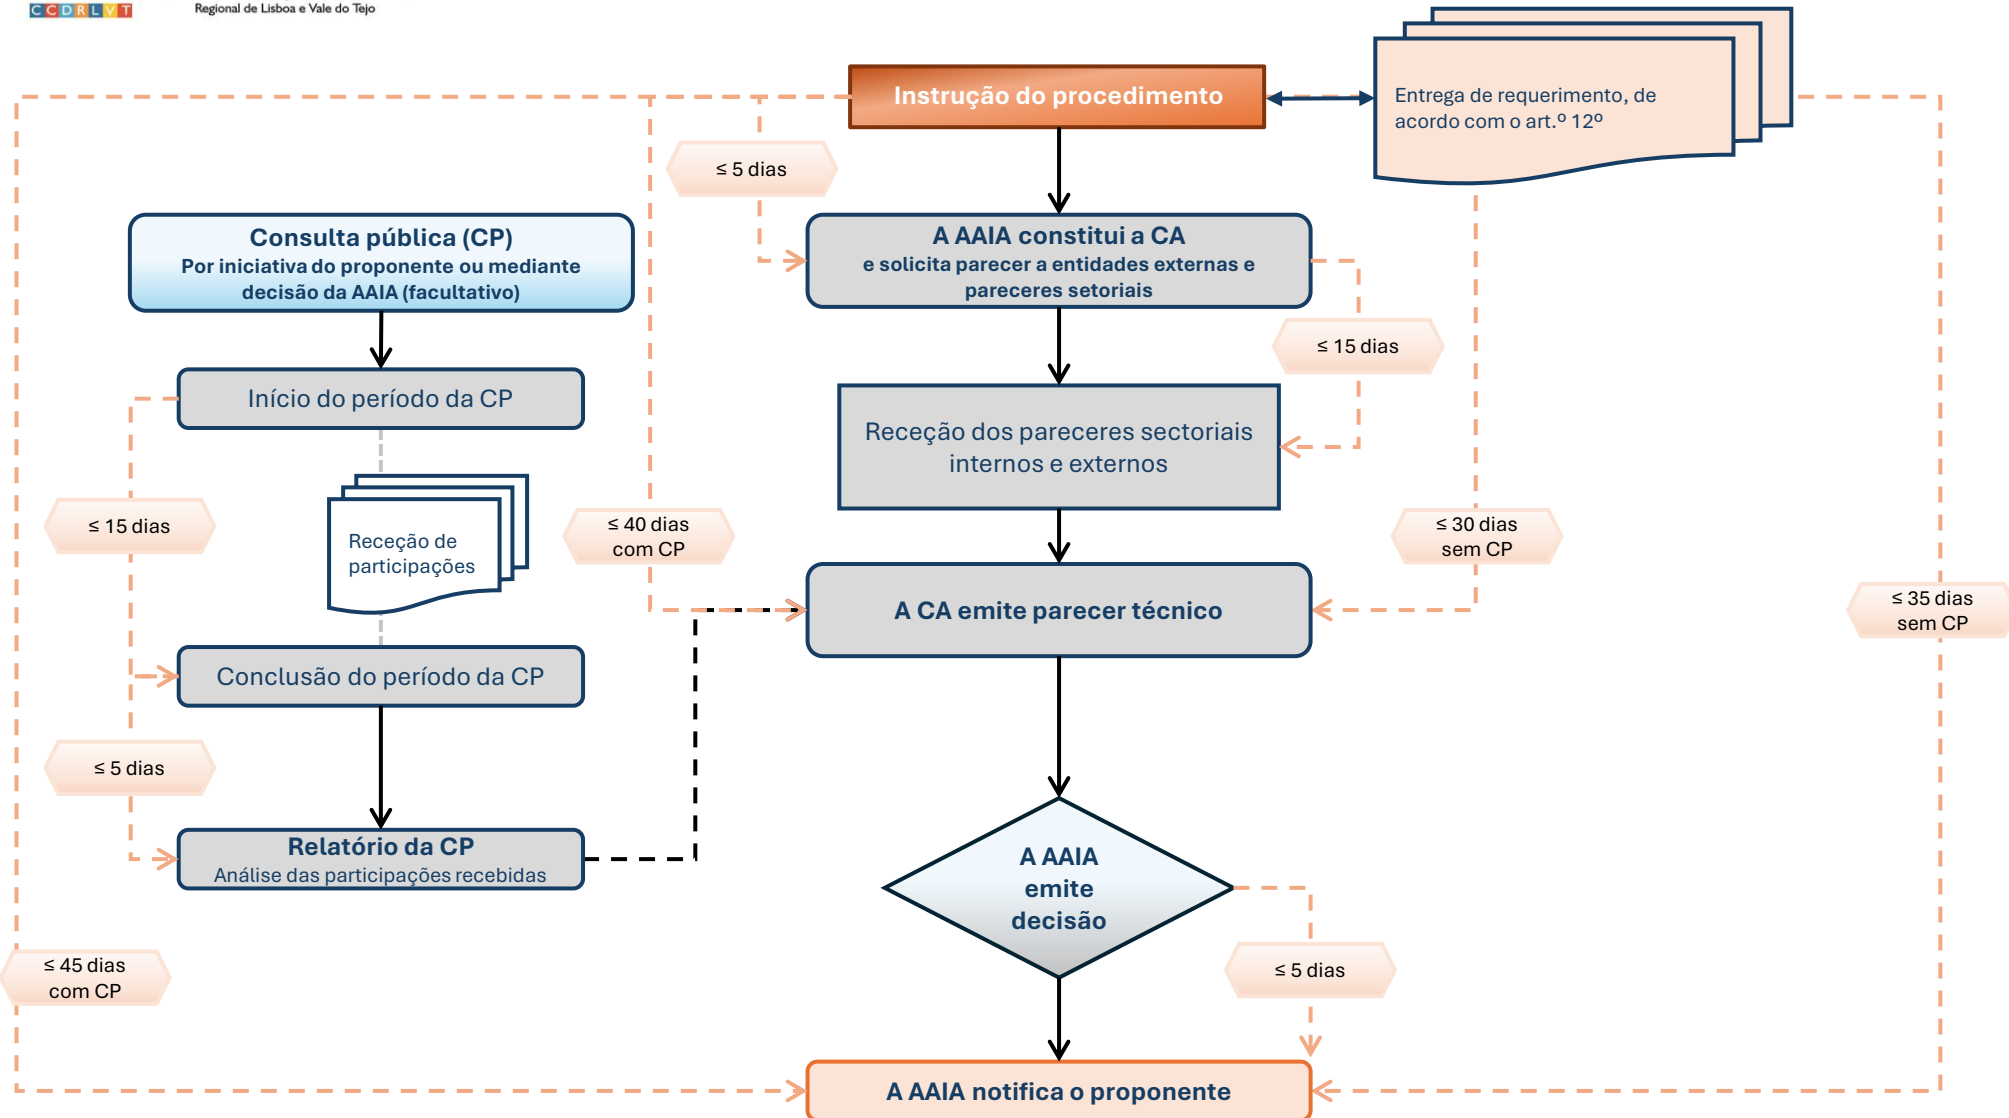 CCDRLVT
Regional de Lisboa e Vale do Tejo
Instrução do procedimento
Entrega de requerimento, de
acordo com o art.º 12º
≤ 5 dias
Consulta pública (CP)
Por iniciativa do proponente ou mediante
decisão da AAIA (facultativo)
A AAIA constitui a CA
e solicita parecer a entidades externas e
pareceres setoriais
≤ 15 dias
Início do período da CP
Receção dos pareceres sectoriais
internos e externos
≤ 15 dias
Receção de
participações
≤ 40 dias
com CP
≤ 30 dias
sem CP
A CA emite parecer técnico
≤ 35 dias
sem CP
Conclusão do período da CP
≤ 5 dias
Relatório da CP
Análise das participações recebidas
A AAIA
emite
decisão
≤ 45 dias
com CP
≤ 5 dias
A AAIA notifica o proponente